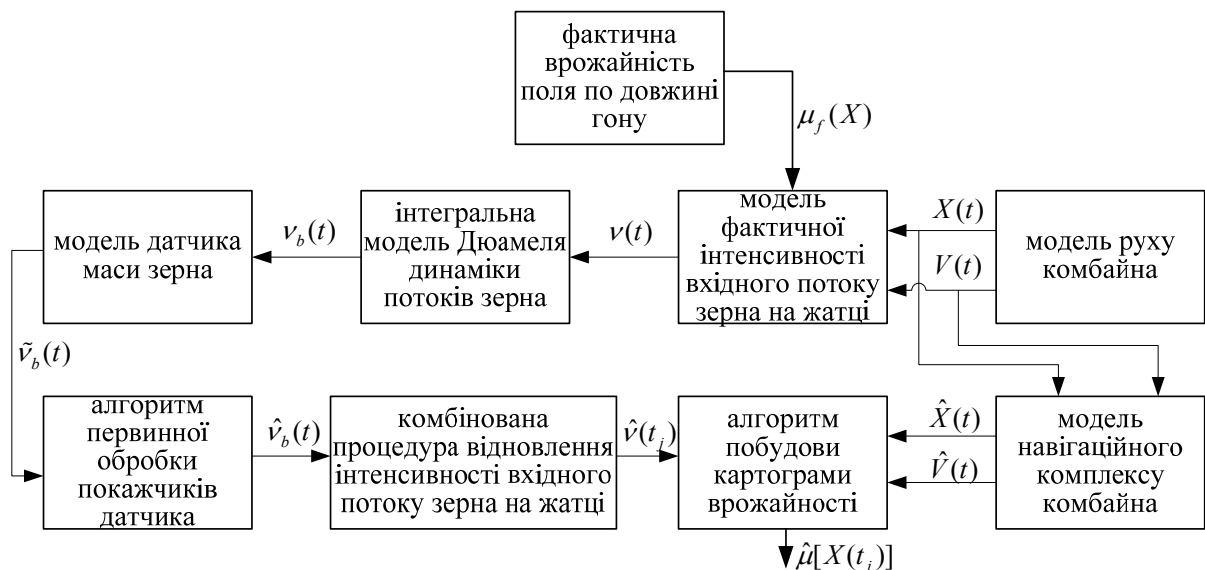 фактична
врожайність
поля по довжині
гону
μ_f(X)
модель датчика
маси зерна
ν_b(t)
інтегральна
модель Дюамеля
динаміки
потоків зерна
ν(t)
модель
фактичної
інтенсивності
вхідного потоку
зерна на жатці
X(t)
V(t)
модель руху
комбайна
ν̃_b(t)
алгоритм
первинної
обробки
покажчиків
датчика
ν̂_b(t)
комбінована
процедура відновлення
інтенсивності вхідного
потоку зерна на жатці
ν̂(t_j)
алгоритм
побудови
картограми
врожайності
X̂(t)
V̂(t)
модель
навігаційного
комплексу
комбайна
μ̂[X(t_j)]